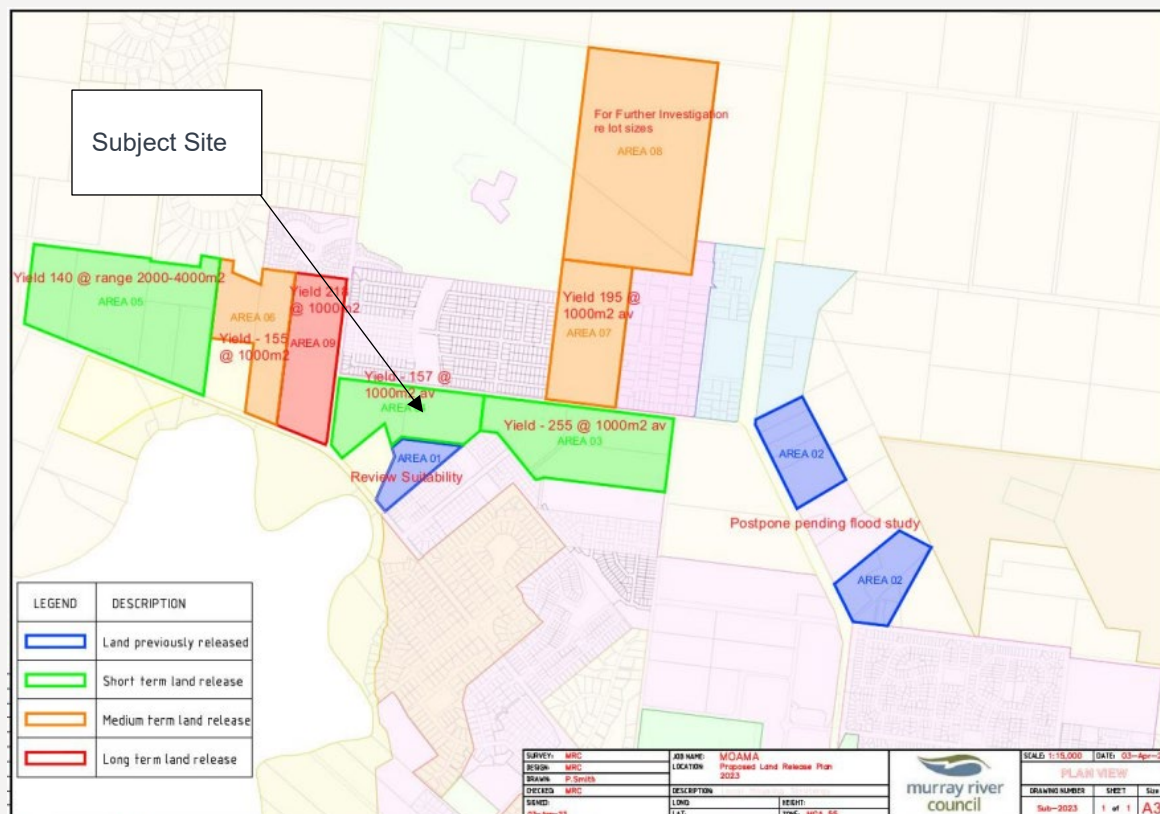 Subject Site
For Further Investigation
re lot sizes
AREA 08
Yield 140 @ range 2000-4000m2
AREA 05
AREA 06
Yield - 155
@ 1000m2
@ 1000m2
AREA 09
Yield 195 @
1000m2 av
AREA 07
Yield - 157 @
1000m2 av
Yield - 255 @ 1000m2 av
AREA 03
AREA 01
Review Suitability
AREA 02
Postpone pending flood study
AREA 02
LEGEND DESCRIPTION
Land previously released
Short term land release
Medium term land release
Long term land release
SURVEY: MRC
DESIGN: MRC
DRAWN: P.Smith
CHECKED: MRC
SIGNED:
JOB NAME: MOAMA
LOCATION: Proposed Land Release Plan
2023
DESCRIPTION:
LONG:
HEIGHT:
murray river
council
SCALE: 1:15,000 DATE: 03-Apr-2
PLAN VIEW
DRAWING NUMBER SHEET Size
Sub-2023 1 of 1 A3